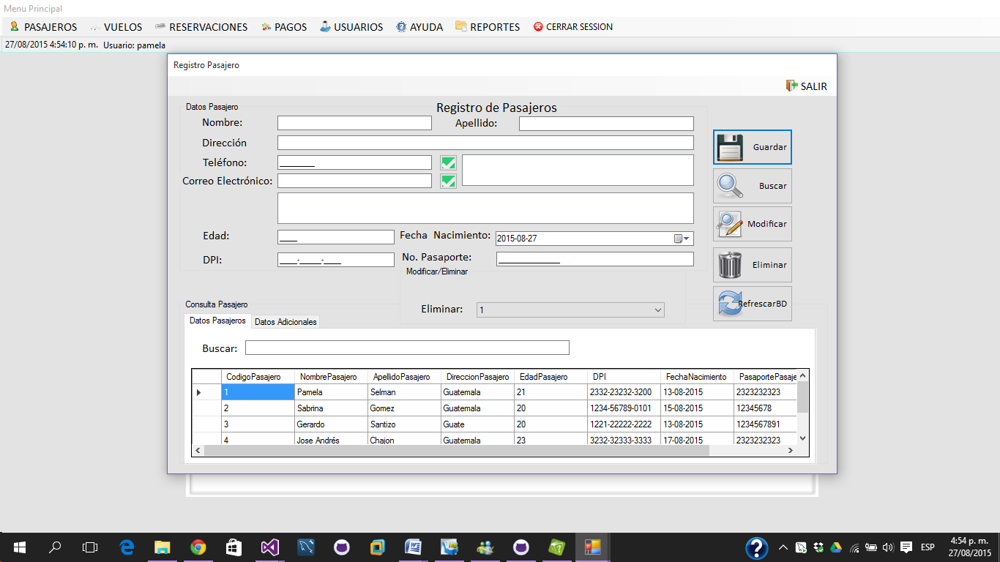 Menu Principal
PASAJEROS VUELOS RESERVACIONES PAGOS USUARIOS AYUDA REPORTES CERRAR SESSION
27/08/2015 4:54:10 p. m. Usuario: pamela
Registro Pasajero
SALIR
Datos Pasajero
Registro de Pasajeros
Nombre: Apellido:
Dirección
Teléfono:
Correo Electrónico:
Edad: Fecha Nacimiento: 2015-08-27
DPI: No. Pasaporte:
Guardar
Buscar
Modificar
Eliminar
RefrescarBD
Modificar/Eliminar
Eliminar: 1
Consulta Pasajero
Datos Pasajeros Datos Adicionales
Buscar:
CodigoPasajero NombrePasajero ApellidoPasajero DireccionPasajero EdadPasajero DPI FechaNacimiento PasaportePasaje
1 Pamela Selman Guatemala 21 2332-23232-3200 13-08-2015 2323232323
2 Sabrina Gomez Guatemala 20 1234-56789-0101 15-08-2015 12345678
3 Gerardo Santizo Guate 20 1221-22222-2222 13-08-2015 1234567891
4 Jose Andrés Chajon Guatemala 23 3232-32333-3333 17-08-2015 2323232323
ESP
4:54 p. m.
27/08/2015